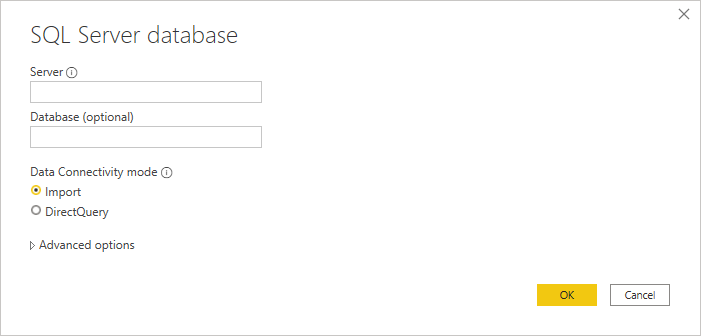 SQL Server database
Server
Database (optional)
Data Connectivity mode
Import
DirectQuery
Advanced options
OK
Cancel